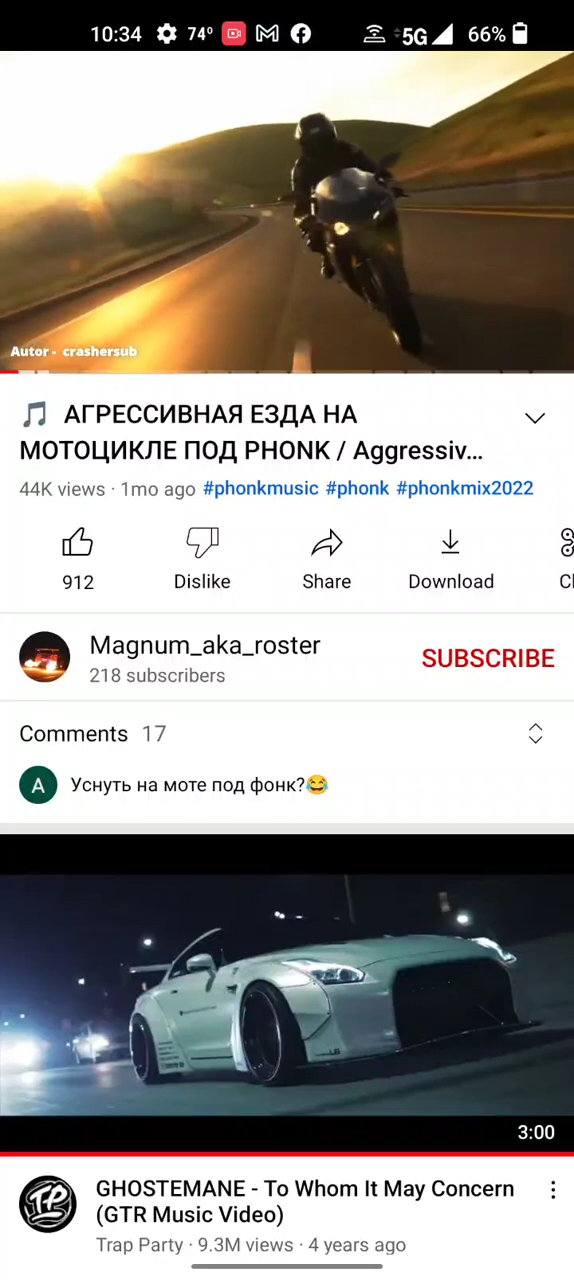 10:34 74° 5G 66%
Autor - crashersub
🎵 АГРЕССИВНАЯ ЕЗДА НА
МОТОЦИКЛЕ ПОД PHONK / Aggressiv...
44K views · 1mo ago #phonkmusic #phonk #phonkmix2022
912 Dislike Share Download
Magnum_aka_roster
SUBSCRIBE
218 subscribers
Comments 17
A Уснуть на моте под фонк?😂
3:00
TP
GHOSTEMANE - To Whom It May Concern
(GTR Music Video)
Trap Party · 9.3M views · 4 years ago